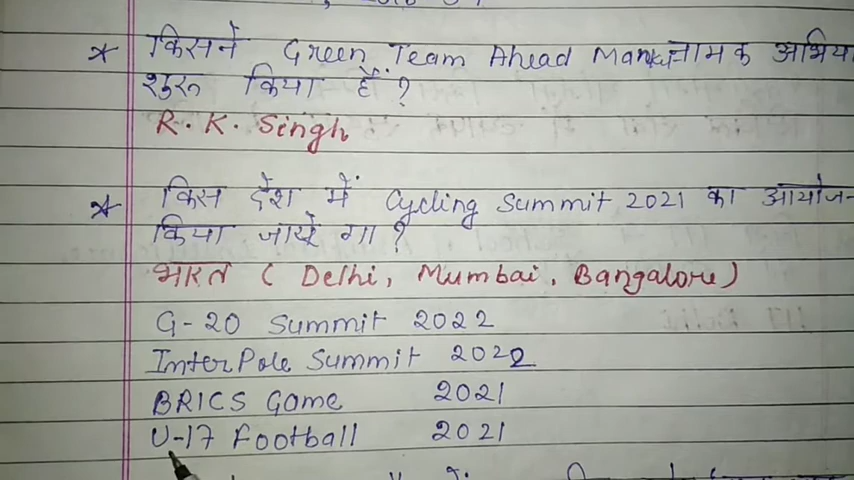 * किसने Green Team Ahead Mank नामक अभिया
शुरू किया है ?
R. K. Singh
* किस देश में Cycling Summit 2021 का आयोज-
किया जायें गा ?
भारत ( Delhi, Mumbai, Bangalore )
G-20 Summit 2022
InterPole Summit 2022
BRICS Game 2021
U-17 Football 2021